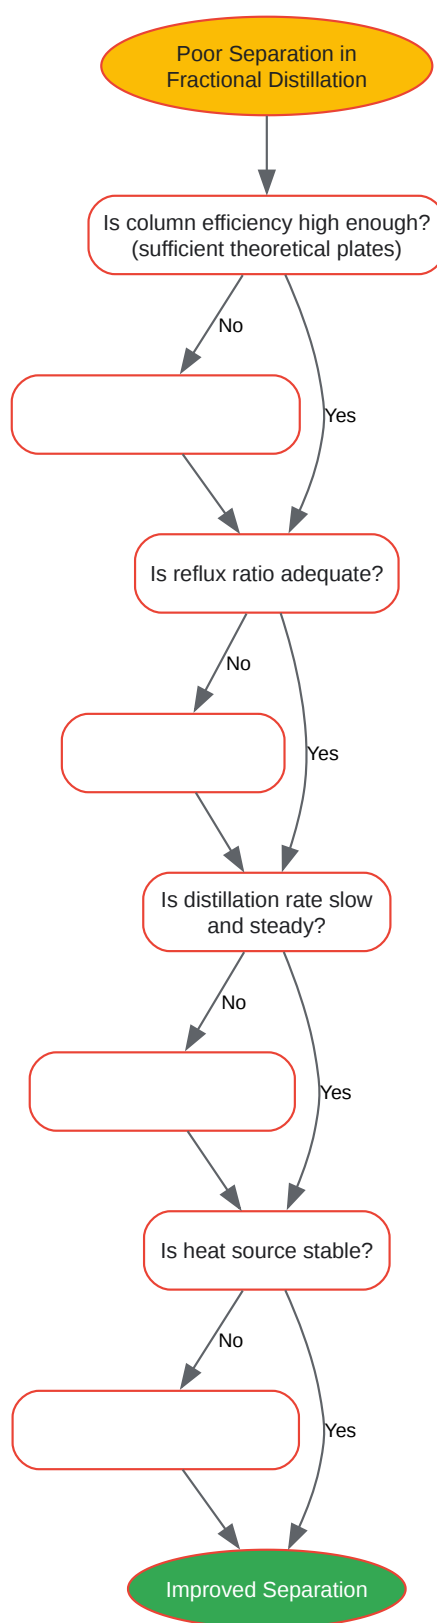 Poor Separation in
Fractional Distillation
Is column efficiency high enough?
(sufficient theoretical plates)
No
Yes
Is reflux ratio adequate?
No
Yes
Is distillation rate slow
and steady?
No
Yes
Is heat source stable?
No
Yes
Improved Separation